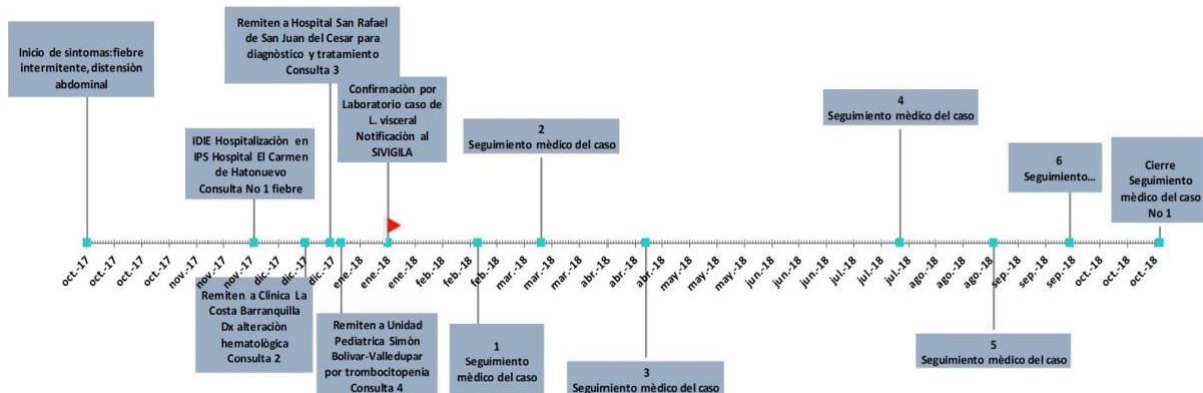 Inicio de sintomas:fiebre
intermitente, distensiòn
abdominal
Remiten a Hospital San Rafael
de San Juan del Cesar para
diagnòstico y tratamiento
Consulta 3
IDIE Hospitalizaciòn en
IPS Hospital El Carmen
de Hatonuevo
Consulta No 1 fiebre
Confirmaciòn por
Laboratorio caso de
L. visceral
Notificaciòn al
SIVIGILA
2
Seguimiento mèdico del caso
4
Seguimiento mèdico del caso
6
Seguimiento...
Cierre
Seguimiento
mèdico del caso
No 1
oct.-17
oct.-17
oct.-17
oct.-17
nov.-17
nov.-17
nov.-17
dic.-17
dic.-17
dic.-17
ene.-18
ene.-18
ene.-18
feb.-18
feb.-18
feb.-18
mar.-18
mar.-18
mar.-18
abr.-18
abr.-18
abr.-18
may.-18
may.-18
may.-18
jun.-18
jun.-18
jul.-18
jul.-18
jul.-18
jul.-18
ago.-18
ago.-18
ago.-18
sep.-18
sep.-18
sep.-18
oct.-18
oct.-18
oct.-18
Remiten a Clìnica La
Costa Barranquilla
Dx alteraciòn
hematològica
Consulta 2
Remiten a Unidad
Pediatrica Simòn
Bolivar-Valledupar
por trombocitopenia
Consulta 4
1
Seguimiento
mèdico del caso
3
Seguimiento mèdico del caso
5
Seguimiento mèdico del caso